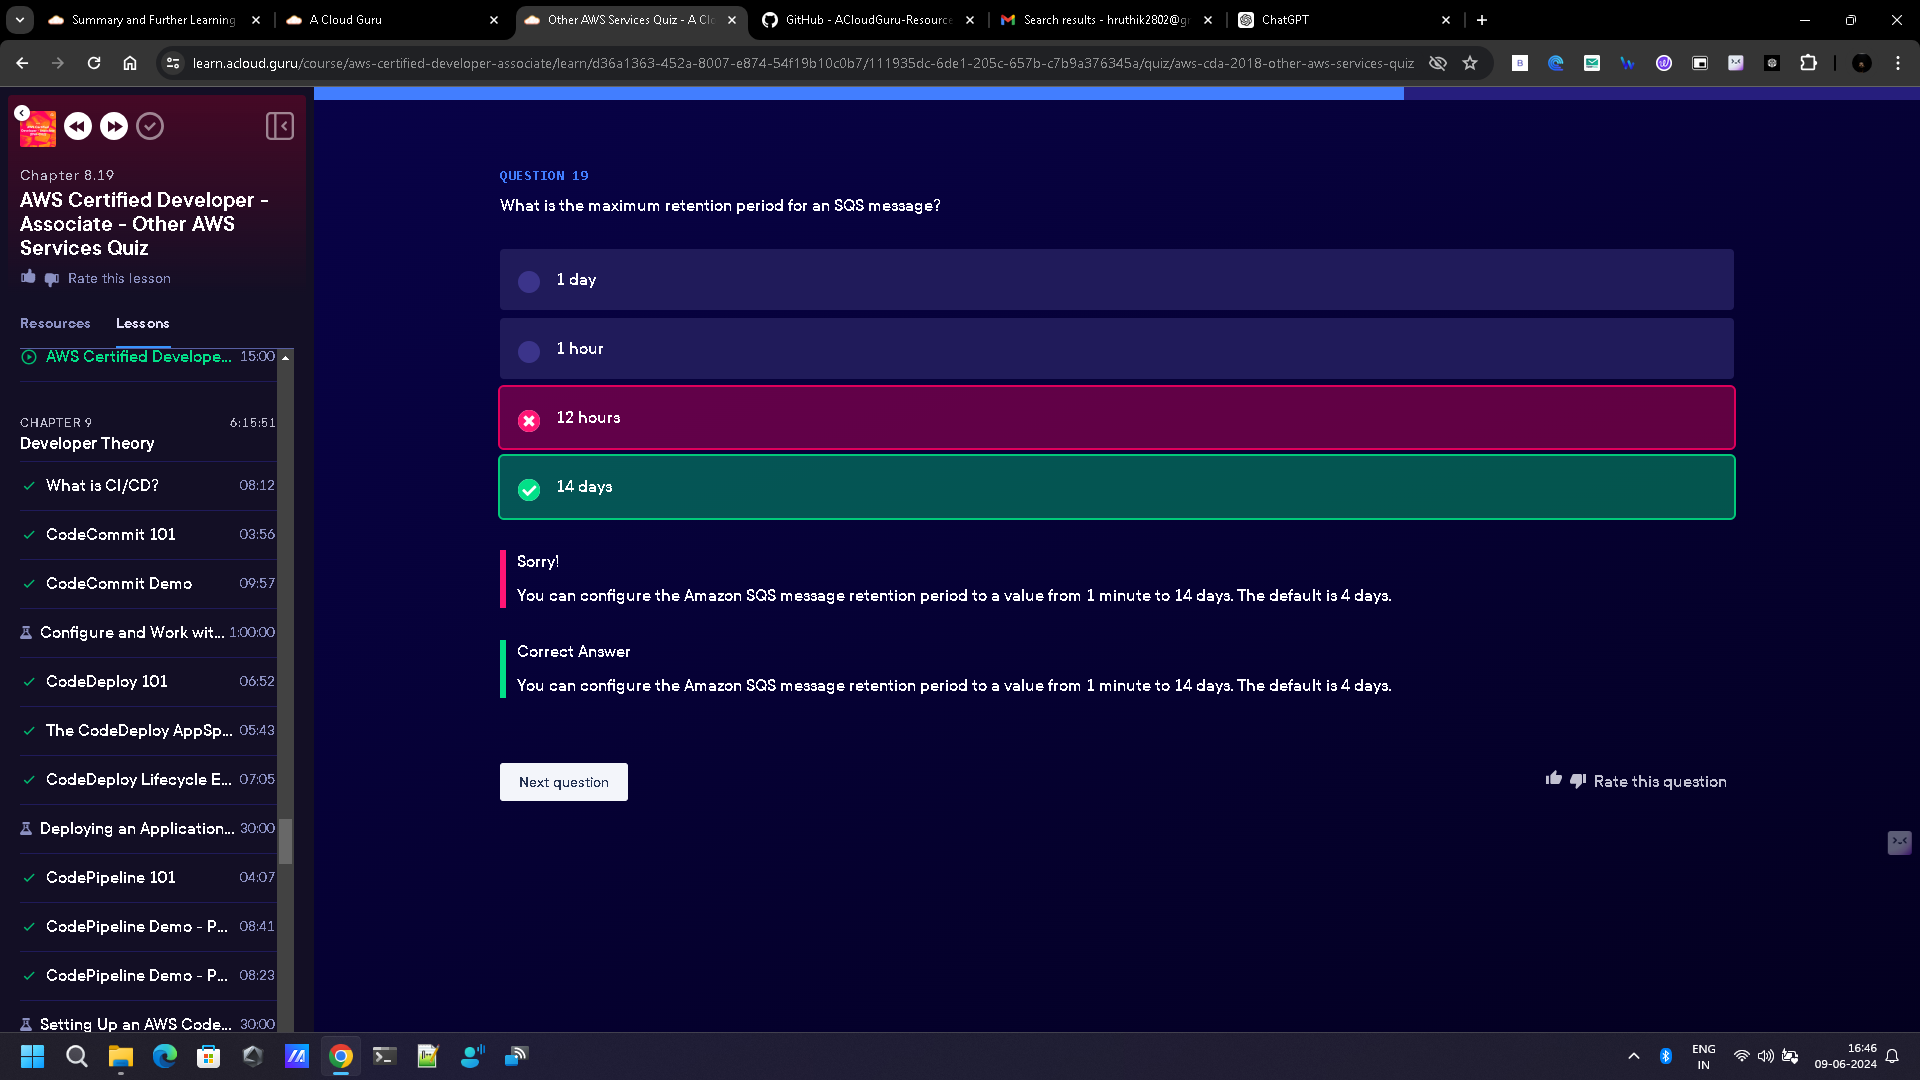 Summary and Further Learning
A Cloud Guru
Other AWS Services Quiz - A Clo
GitHub - ACloudGuru-Resource
Search results - hruthik2802@gr
ChatGPT
learn.acloud.guru/course/aws-certified-developer-associate/learn/d36a1363-452a-8007-e874-54f19b10c0b7/111935dc-6de1-205c-657b-c7b9a376345a/quiz/aws-cda-2018-other-aws-services-quiz
Chapter 8.19
AWS Certified Developer -
Associate - Other AWS
Services Quiz
Rate this lesson
Resources
Lessons
AWS Certified Develope... 15:00
CHAPTER 9 6:15:51
Developer Theory
What is CI/CD? 08:12
CodeCommit 101 03:56
CodeCommit Demo 09:57
Configure and Work wit... 1:00:00
CodeDeploy 101 06:52
The CodeDeploy AppSp... 05:43
CodeDeploy Lifecycle E... 07:05
Deploying an Application... 30:00
CodePipeline 101 04:07
CodePipeline Demo - P... 08:41
CodePipeline Demo - P... 08:23
Setting Up an AWS Code... 30:00
QUESTION 19
What is the maximum retention period for an SQS message?
1 day
1 hour
12 hours
14 days
Sorry!
You can configure the Amazon SQS message retention period to a value from 1 minute to 14 days. The default is 4 days.
Correct Answer
You can configure the Amazon SQS message retention period to a value from 1 minute to 14 days. The default is 4 days.
Next question
Rate this question
ENG
IN
16:46
09-06-2024